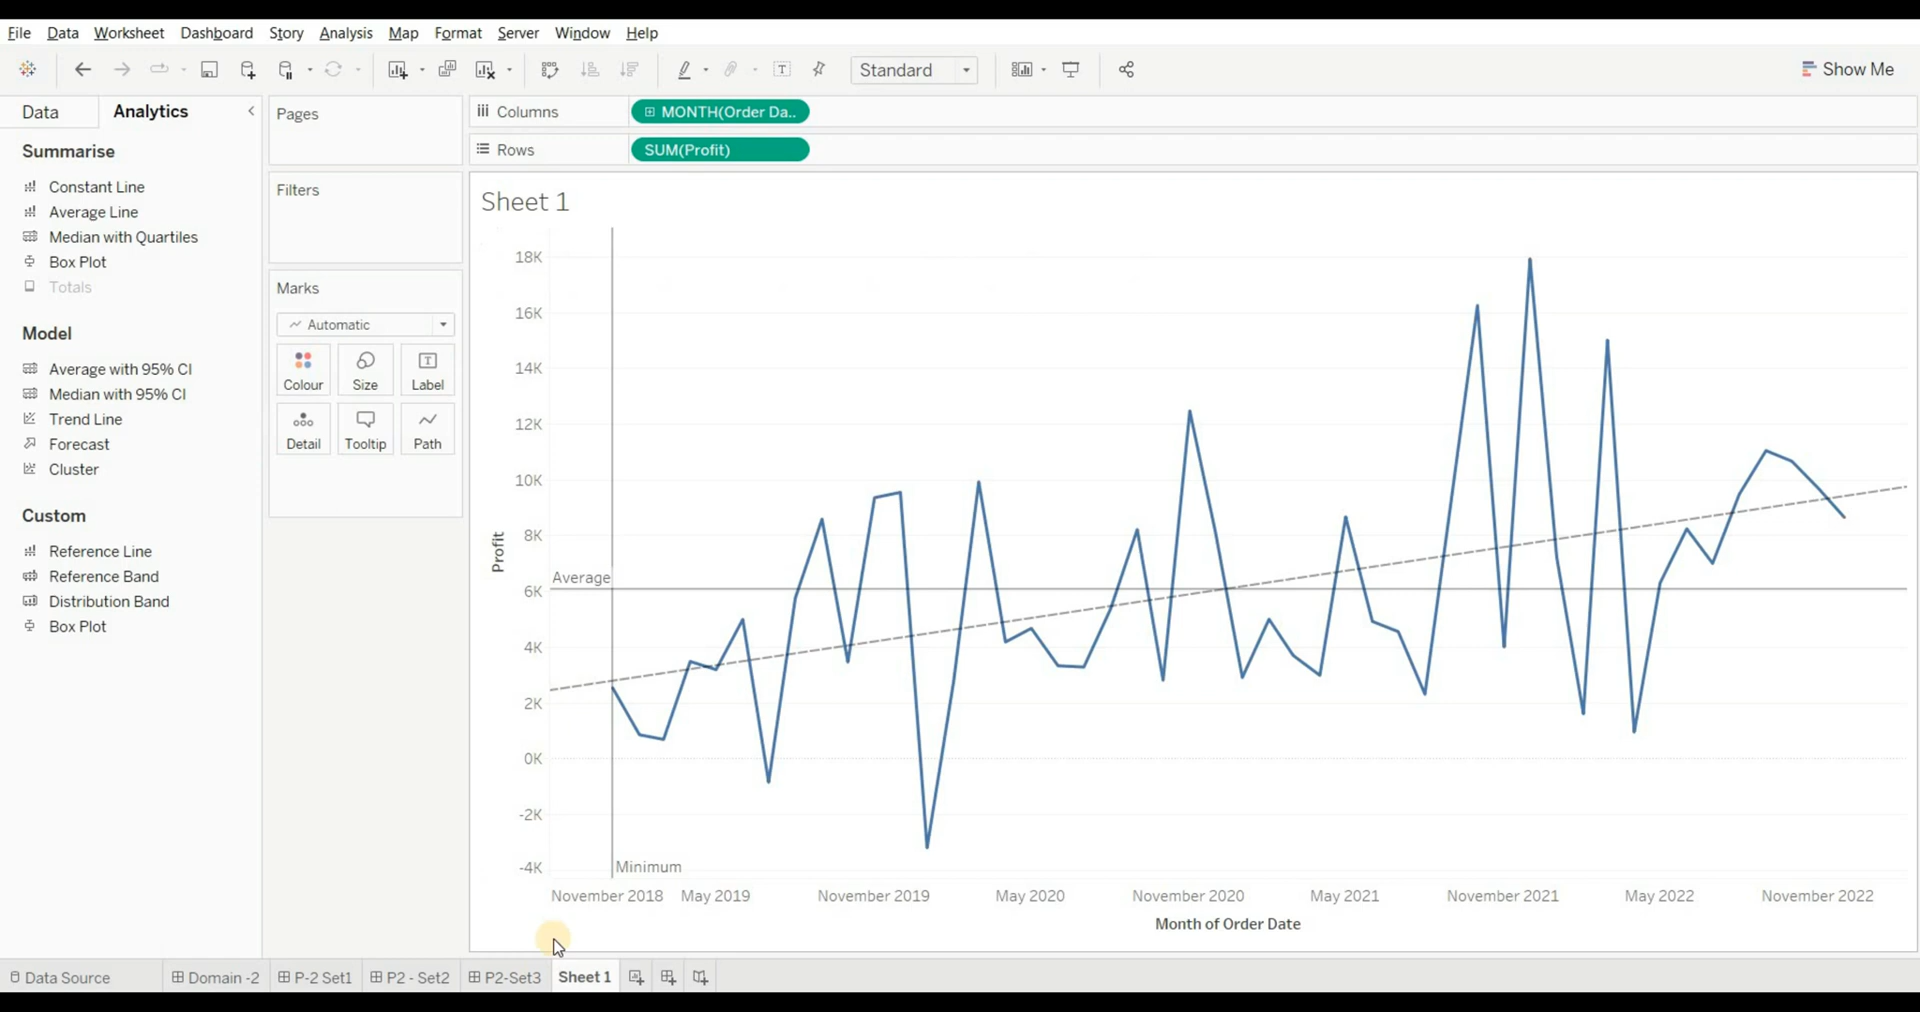 File Data Worksheet Dashboard Story Analysis Map Format Server Window Help
Standard
Show Me
Data Analytics
Summarise
Constant Line
Average Line
Median with Quartiles
Box Plot
Totals
Model
Average with 95% CI
Median with 95% CI
Trend Line
Forecast
Cluster
Custom
Reference Line
Reference Band
Distribution Band
Box Plot
Pages
Filters
Marks
Automatic
Colour Size Label
Detail Tooltip Path
Columns MONTH(Order Da..
Rows SUM(Profit)
Sheet 1
18K
16K
14K
12K
10K
8K
Profit
Average
6K
4K
2K
0K
-2K
-4K
Minimum
November 2018 May 2019 November 2019 May 2020 November 2020 May 2021 November 2021 May 2022 November 2022
Month of Order Date
Data Source Domain -2 P-2 Set1 P2 - Set2 P2-Set3 Sheet 1